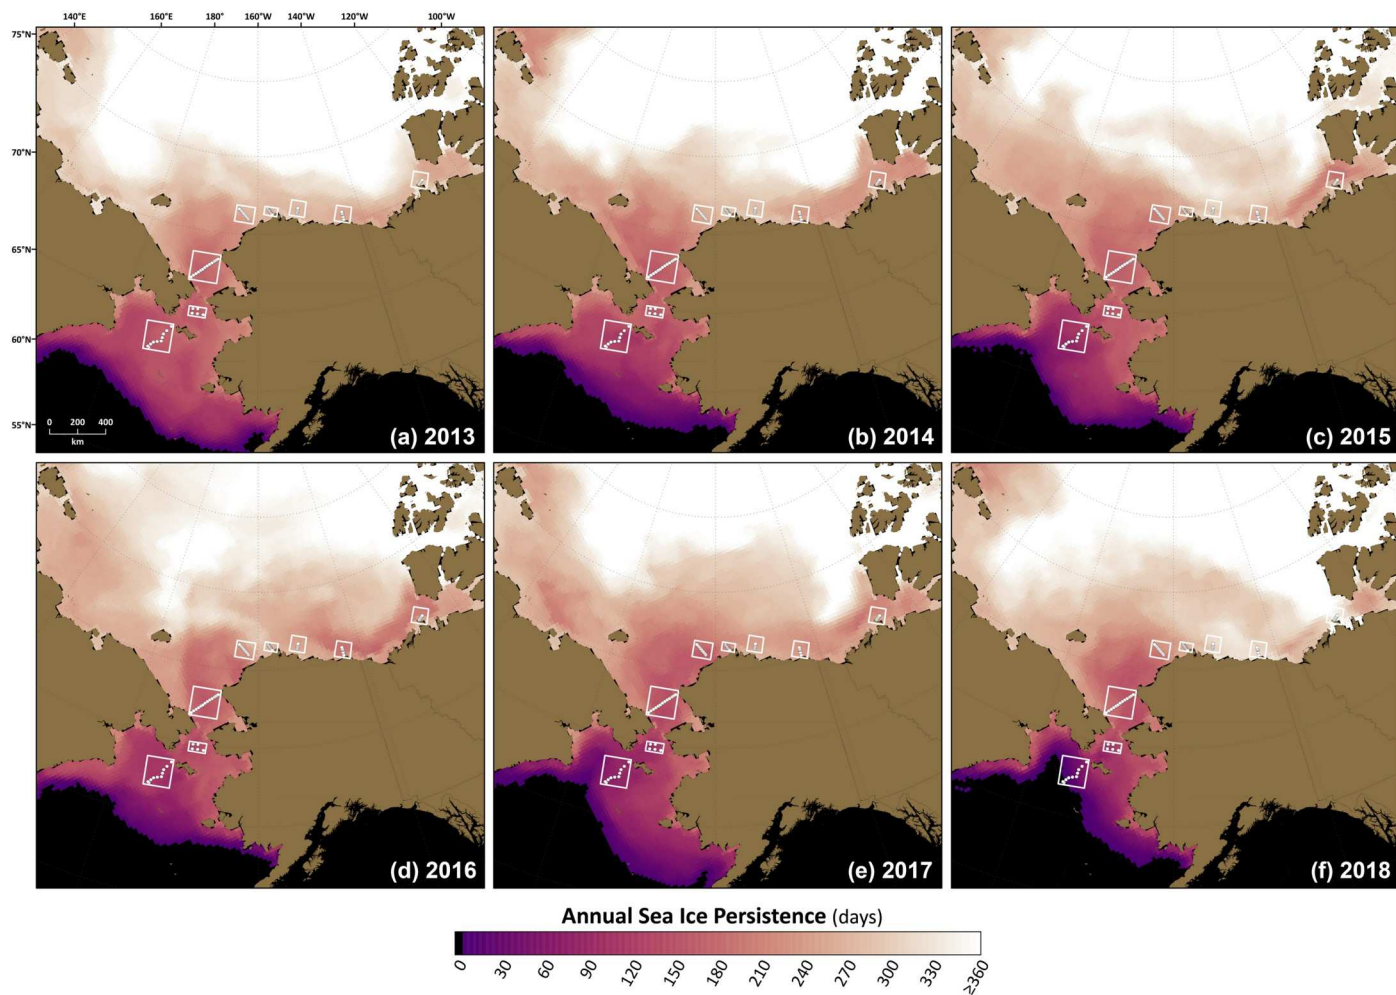 140°E 160°E 180° 160°W 140°W 120°W 100°W
75°N
70°N
65°N
60°N
55°N
0 200 400
km
(a) 2013
(b) 2014
(c) 2015
(d) 2016
(e) 2017
(f) 2018
Annual Sea Ice Persistence (days)
0 30 60 90 120 150 180 210 240 270 300 330 ≥360